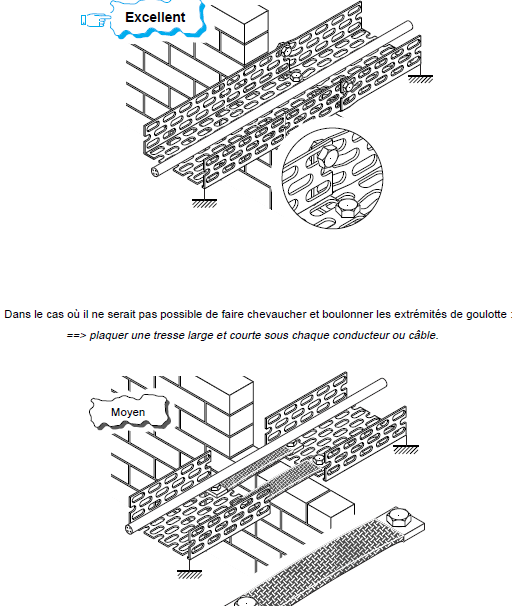 Excellent
Dans le cas où il ne serait pas possible de faire chevaucher et boulonner les extrémités de goulotte :
==> plaquer une tresse large et courte sous chaque conducteur ou câble.
Moyen